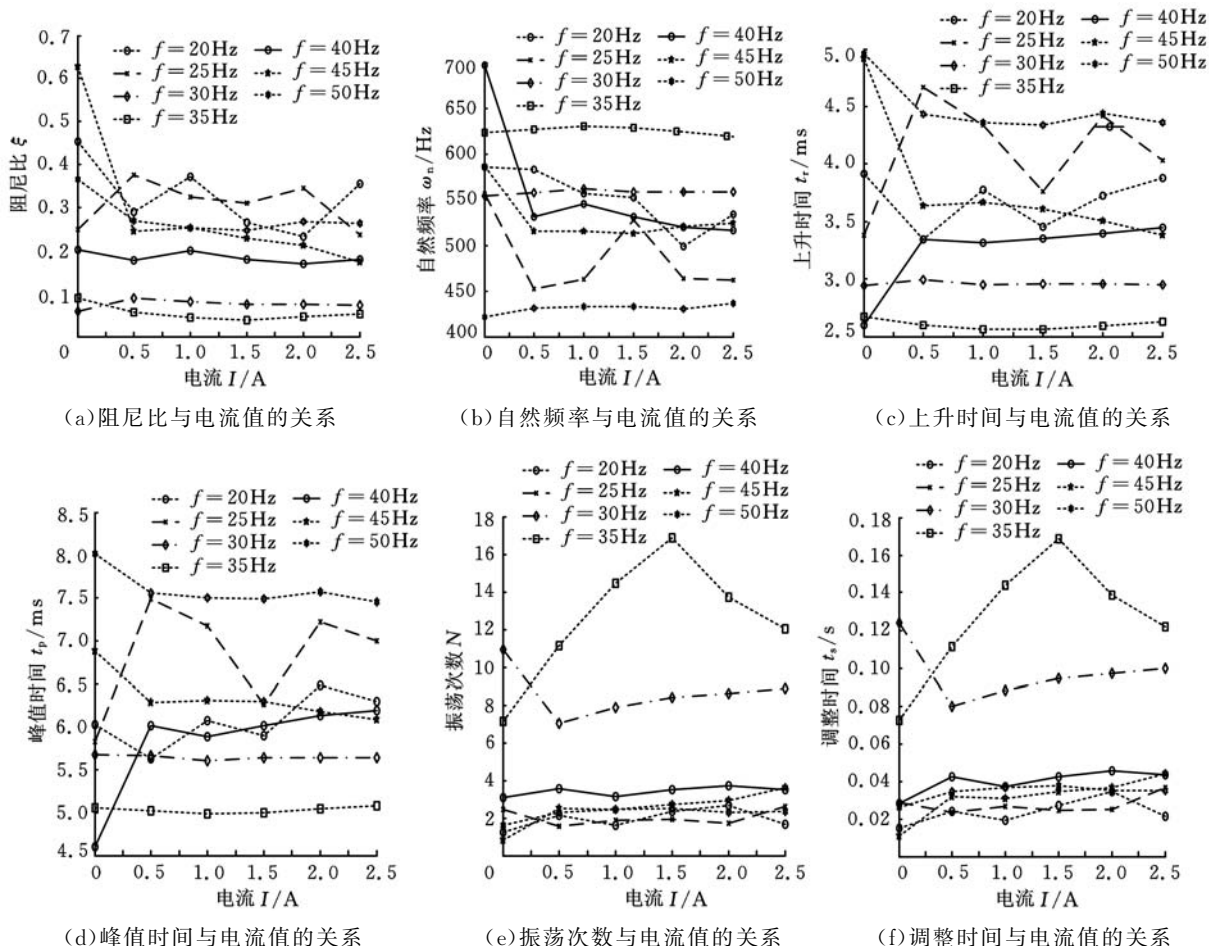 f=20Hz f=40Hz
f=25Hz f=45Hz
f=30Hz f=50Hz
f=35Hz
阻尼比 ξ
0.7
0.6
0.5
0.4
0.3
0.2
0.1
0 0.5 1.0 1.5 2.0 2.5
电流 I/A
(a)阻尼比与电流值的关系
f=20Hz f=40Hz
f=25Hz f=45Hz
f=30Hz f=50Hz
f=35Hz
自然频率 ωn/Hz
700
650
600
550
500
450
400
0 0.5 1.0 1.5 2.0 2.5
电流 I/A
(b)自然频率与电流值的关系
f=20Hz f=40Hz
f=25Hz f=45Hz
f=30Hz f=50Hz
f=35Hz
上升时间 tr/ms
5.0
4.5
4.0
3.5
3.0
2.5
0 0.5 1.0 1.5 2.0 2.5
电流 I/A
(c)上升时间与电流值的关系
f=20Hz f=40Hz
f=25Hz f=45Hz
f=30Hz f=50Hz
f=35Hz
峰值时间 tp/ms
8.5
8.0
7.5
7.0
6.5
6.0
5.5
5.0
4.5
0 0.5 1.0 1.5 2.0 2.5
电流 I/A
(d)峰值时间与电流值的关系
f=20Hz f=40Hz
f=25Hz f=45Hz
f=30Hz f=50Hz
f=35Hz
振荡次数 N
18
16
14
12
10
8
6
4
2
0 0.5 1.0 1.5 2.0 2.5
电流 I/A
(e)振荡次数与电流值的关系
f=20Hz f=40Hz
f=25Hz f=45Hz
f=30Hz f=50Hz
f=35Hz
调整时间 ts/s
0.18
0.16
0.14
0.12
0.10
0.08
0.06
0.04
0.02
0 0.5 1.0 1.5 2.0 2.5
电流 I/A
(f)调整时间与电流值的关系